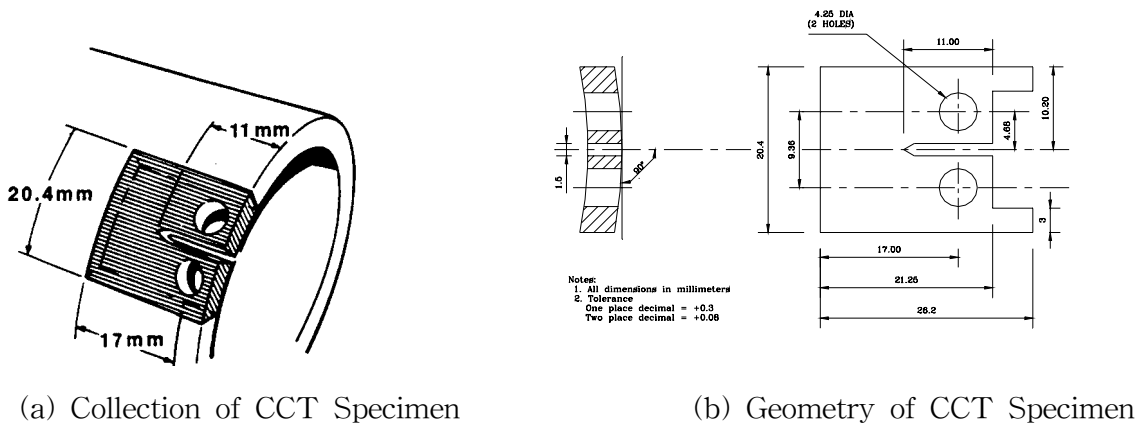 11mm
20.4mm
17mm
4.25 DIA
(2 HOLES)
11.00
10.20
4.68
20.4
9.36
1.5
90°
3
17.00
21.25
26.2
Notes:
1. All dimensions in millimeters
2. Tolerance
One place decimal = +0.3
Two place decimal = +0.08
(a) Collection of CCT Specimen
(b) Geometry of CCT Specimen